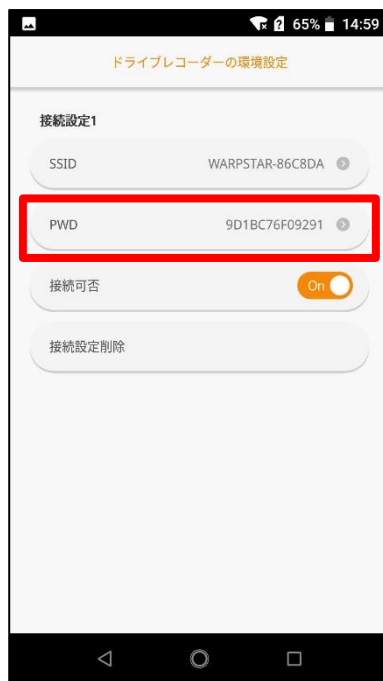 65% 14:59
ドライブレコーダーの環境設定
接続設定1
SSID WARPSTAR-86C8DA
PWD 9D1BC76F09291
接続可否 On
接続設定削除